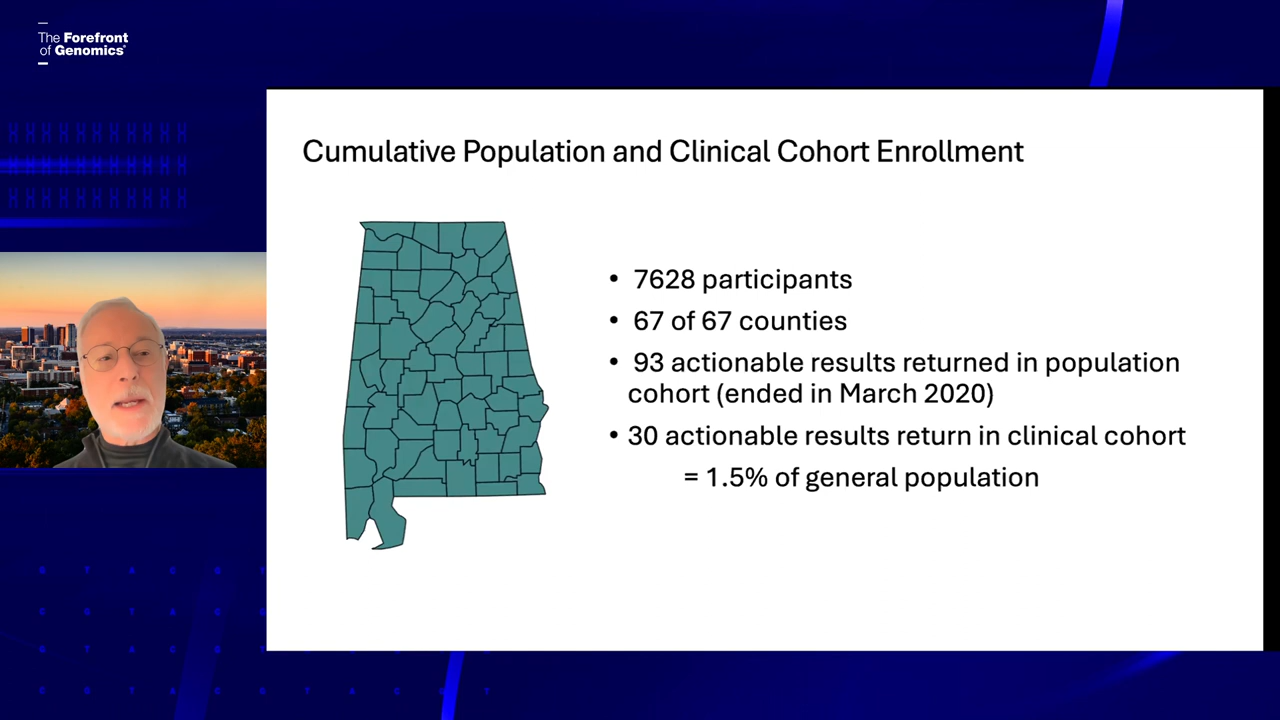 The Forefront
of Genomics®
Cumulative Population and Clinical Cohort Enrollment
• 7628 participants
• 67 of 67 counties
• 93 actionable results returned in population
cohort (ended in March 2020)
• 30 actionable results return in clinical cohort
= 1.5% of general population